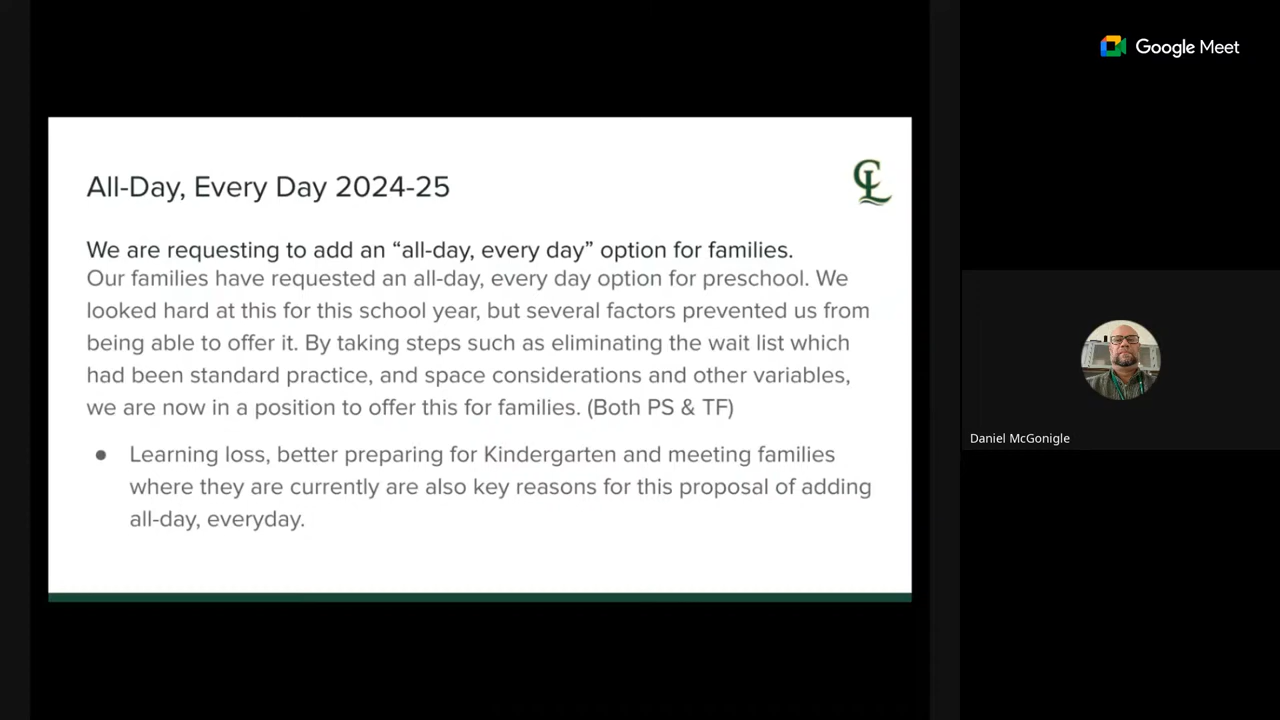 Google Meet
All-Day, Every Day 2024-25
CL
We are requesting to add an “all-day, every day” option for families.
Our families have requested an all-day, every day option for preschool. We
looked hard at this for this school year, but several factors prevented us from
being able to offer it. By taking steps such as eliminating the wait list which
had been standard practice, and space considerations and other variables,
we are now in a position to offer this for families. (Both PS & TF)
● Learning loss, better preparing for Kindergarten and meeting families
where they are currently are also key reasons for this proposal of adding
all-day, everyday.
Daniel McGonigle